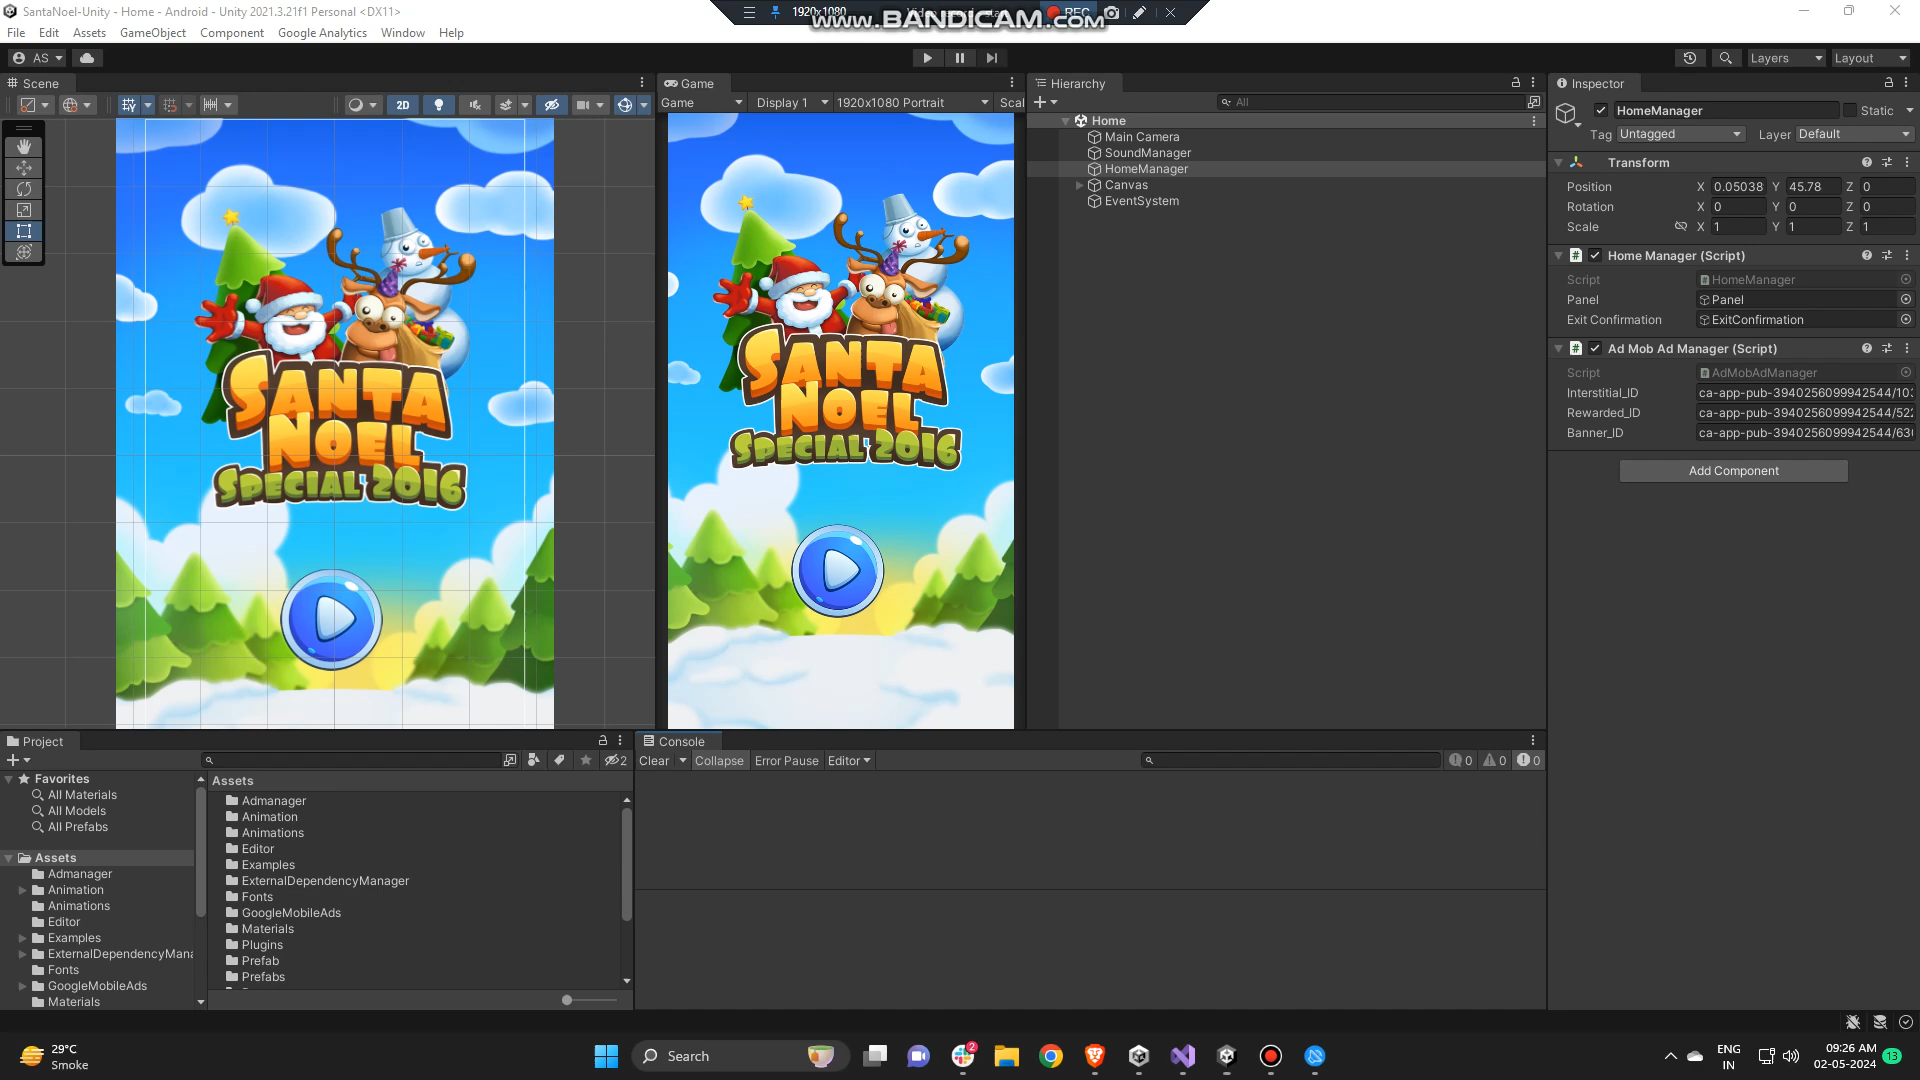 SantaNoel-Unity - Home - Android - Unity 2021.3.21f1 Personal <DX11>
1920x1080
REC
www.BANDICAM.com
File Edit Assets GameObject Component Google Analytics Window Help
AS
Layers
Layout
Scene
Game
Hierarchy
Inspector
2D
Game
Display 1
1920x1080 Portrait
Scal
All
Home
Main Camera
SoundManager
HomeManager
Canvas
EventSystem
HomeManager
Static
Tag Untagged
Layer Default
Transform
Position X 0.05038 Y 45.78 Z 0
Rotation X 0 Y 0 Z 0
Scale X 1 Y 1 Z 1
Home Manager (Script)
Script HomeManager
Panel Panel
Exit Confirmation ExitConfirmation
Ad Mob Ad Manager (Script)
Script AdMobAdManager
Interstitial_ID ca-app-pub-3940256099942544/103
Rewarded_ID ca-app-pub-3940256099942544/522
Banner_ID ca-app-pub-3940256099942544/630
Add Component
SANTA
NOEL
SPECIAL 2016
SANTA
NOEL
SPECIAL 2016
Project
2
Favorites
All Materials
All Models
All Prefabs
Assets
Admanager
Animation
Animations
Editor
Examples
ExternalDependencyMana
Fonts
GoogleMobileAds
Materials
Assets
Admanager
Animation
Animations
Editor
Examples
ExternalDependencyManager
Fonts
GoogleMobileAds
Materials
Plugins
Prefab
Prefabs
Console
Clear Collapse Error Pause Editor
0 0 0
29°C
Smoke
Search
2
ENG
IN
09:26 AM
02-05-2024
13